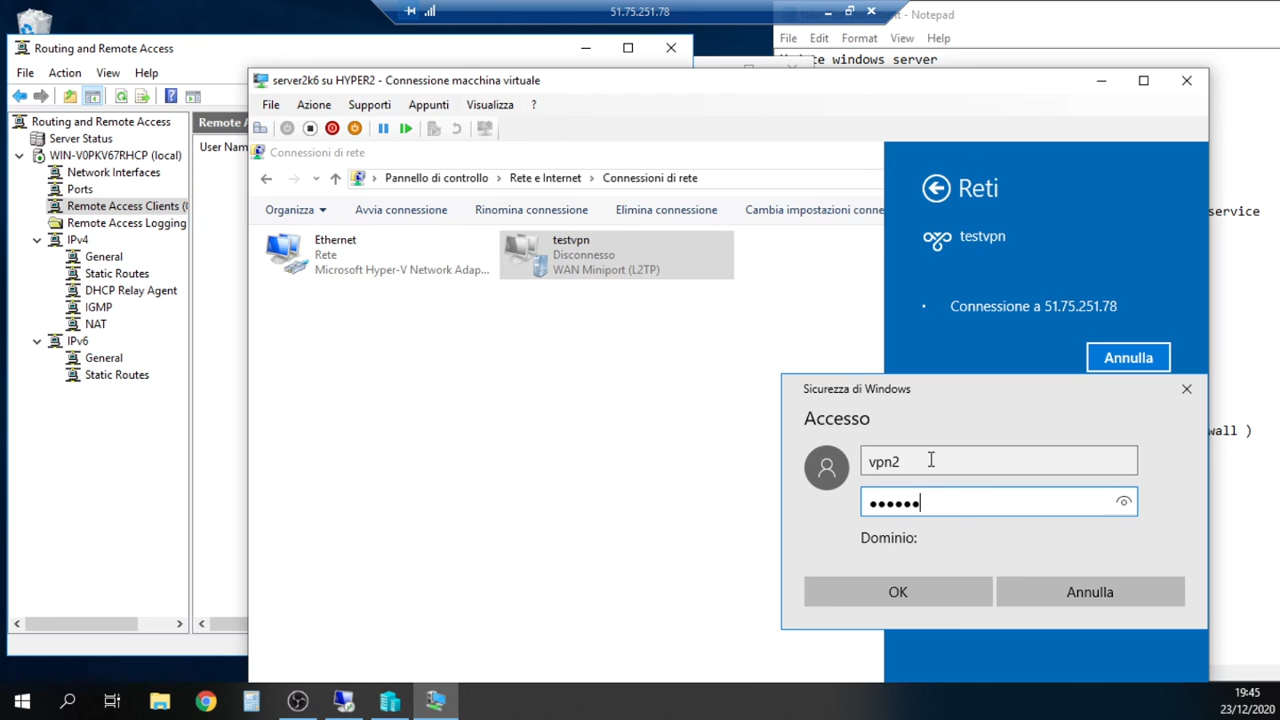 51.75.251.78
New Text Document - Notepad
File Edit Format View Help
windows server
service
wall )
Routing and Remote Access
File Action View Help
Routing and Remote Access
Server Status
WIN-V0PKV67RHCP (local)
Network Interfaces
Ports
Remote Access Clients (
Remote Access Logging
IPv4
General
Static Routes
DHCP Relay Agent
IGMP
NAT
IPv6
General
Static Routes
Remote A
User Nam
server2k6 su HYPER2 - Connessione macchina virtuale
File Azione Supporti Appunti Visualizza ?
Connessioni di rete
Pannello di controllo Rete e Internet Connessioni di rete
Organizza Avvia connessione Rinomina connessione Elimina connessione Cambia impostazioni conne
Ethernet
Rete
Microsoft Hyper-V Network Adap...
testvpn
Disconnesso
WAN Miniport (L2TP)
Reti
testvpn
Connessione a 51.75.251.78
Annulla
Sicurezza di Windows
Accesso
vpn2
●●●●●●
Dominio:
OK Annulla
19:45
23/12/2020